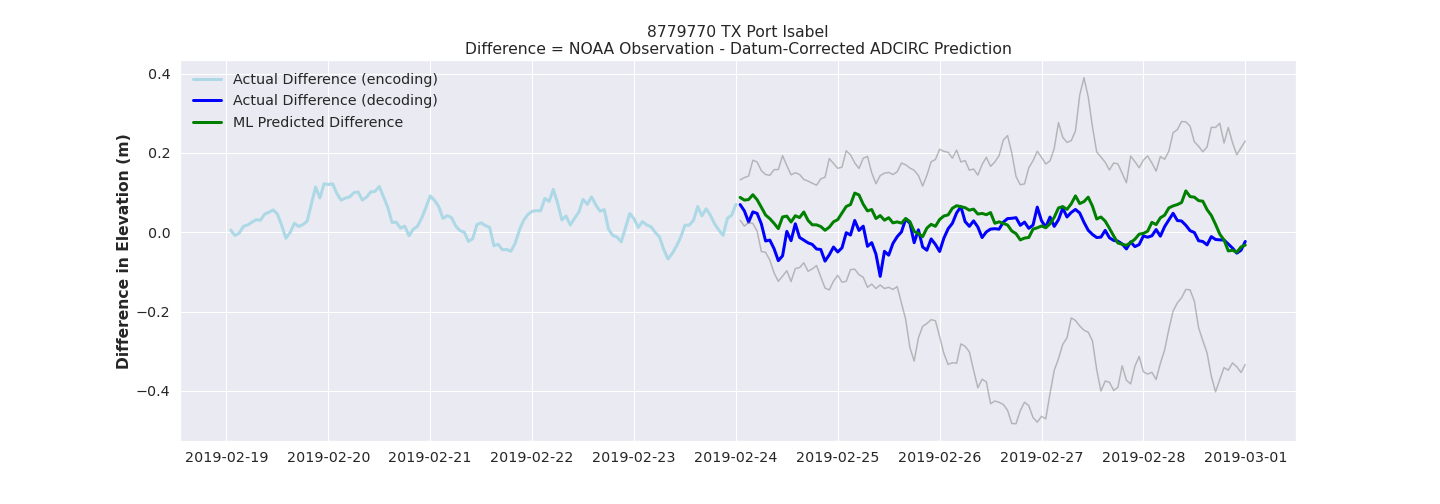 8779770 TX Port Isabel
Difference = NOAA Observation - Datum-Corrected ADCIRC Prediction
Actual Difference (encoding)
Actual Difference (decoding)
ML Predicted Difference
Difference in Elevation (m)
0.4
0.2
0.0
−0.2
−0.4
2019-02-19 2019-02-20 2019-02-21 2019-02-22 2019-02-23 2019-02-24 2019-02-25 2019-02-26 2019-02-27 2019-02-28 2019-03-01